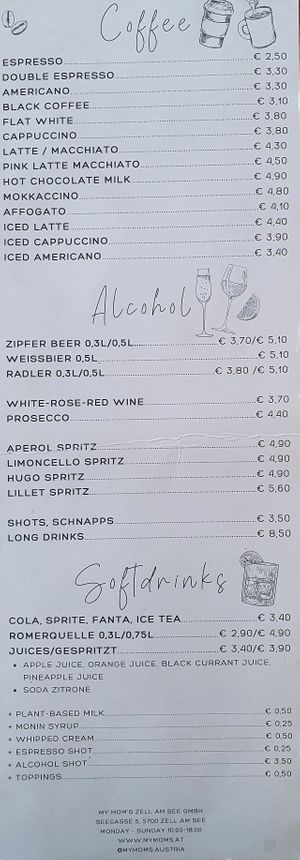 Coffee
ESPRESSO € 2,50
DOUBLE ESPRESSO € 3,30
AMERICANO € 3,30
BLACK COFFEE € 3,10
FLAT WHITE € 3,80
CAPPUCCINO € 3,80
LATTE / MACCHIATO € 4,30
PINK LATTE MACCHIATO € 4,50
HOT CHOCOLATE MILK € 4,90
MOKKACCINO € 4,80
AFFOGATO € 4,10
ICED LATTE € 4,40
ICED CAPPUCCINO € 3,90
ICED AMERICANO € 3,40
Alcohol
ZIPFER BEER 0,3L/0,5L € 3,70/€ 5,10
WEISSBIER 0,5L € 5,10
RADLER 0,3L/0,5L € 3,80 /€ 5,10
WHITE-ROSE-RED WINE € 3,70
PROSECCO € 4,40
APEROL SPRITZ € 4,90
LIMONCELLO SPRITZ € 4,90
HUGO SPRITZ € 4,90
LILLET SPRITZ € 5,60
SHOTS, SCHNAPPS € 3,50
LONG DRINKS € 8,50
Softdrinks
COLA, SPRITE, FANTA, ICE TEA € 3,40
ROMERQUELLE 0,3L/0,75L € 2,90/€ 4,90
JUICES/GESPRITZT € 3,40/€ 3,90
• APPLE JUICE, ORANGE JUICE, BLACK CURRANT JUICE,
PINEAPPLE JUICE
• SODA ZITRONE
+ PLANT-BASED MILK € 0,50
+ MONIN SYRUP € 0,25
+ WHIPPED CREAM € 0,50
+ ESPRESSO SHOT € 0,25
+ ALCOHOL SHOT € 3,50
+ TOPPINGS € 0,50
MY MOM'S ZELL AM SEE GMBH
SEEGASSE 5, 5700 ZELL AM SEE
MONDAY - SUNDAY 10:00-18:00
WWW.MYMOMS.AT
@MYMOMS.AUSTRIA